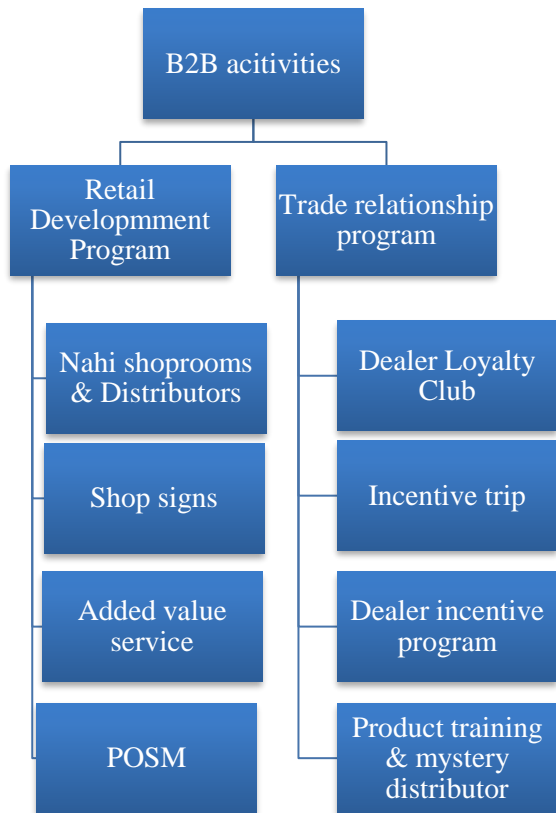 B2B acitivities
Retail
Developmment
Program
Nahi shoprooms
& Distributors
Shop signs
Added value
service
POSM
Trade relationship
program
Dealer Loyalty
Club
Incentive trip
Dealer incentive
program
Product training
& mystery
distributor